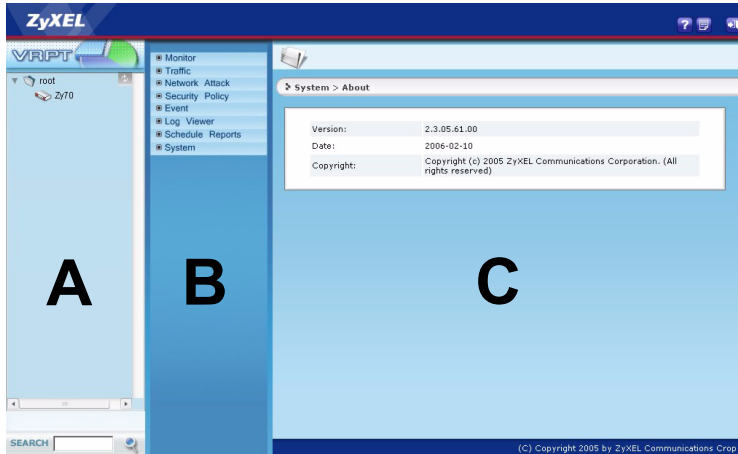 ZyXEL
?
VRPT
root
Zy70
SEARCH
A
Monitor
Traffic
Network Attack
Security Policy
Event
Log Viewer
Schedule Reports
System
B
System > About
Version: 2.3.05.61.00
Date: 2006-02-10
Copyright: Copyright (c) 2005 ZyXEL Communications Corporation. (All
rights reserved)
C
(C) Copyright 2005 by ZyXEL Communications Crop